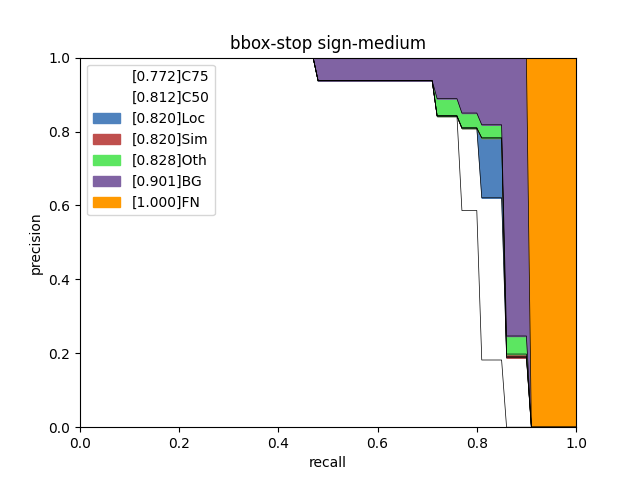 bbox-stop sign-medium
[0.772]C75
[0.812]C50
[0.820]Loc
[0.820]Sim
[0.828]Oth
[0.901]BG
[1.000]FN
1.0
0.8
0.6
0.4
0.2
0.0
precision
0.0 0.2 0.4 0.6 0.8 1.0
recall